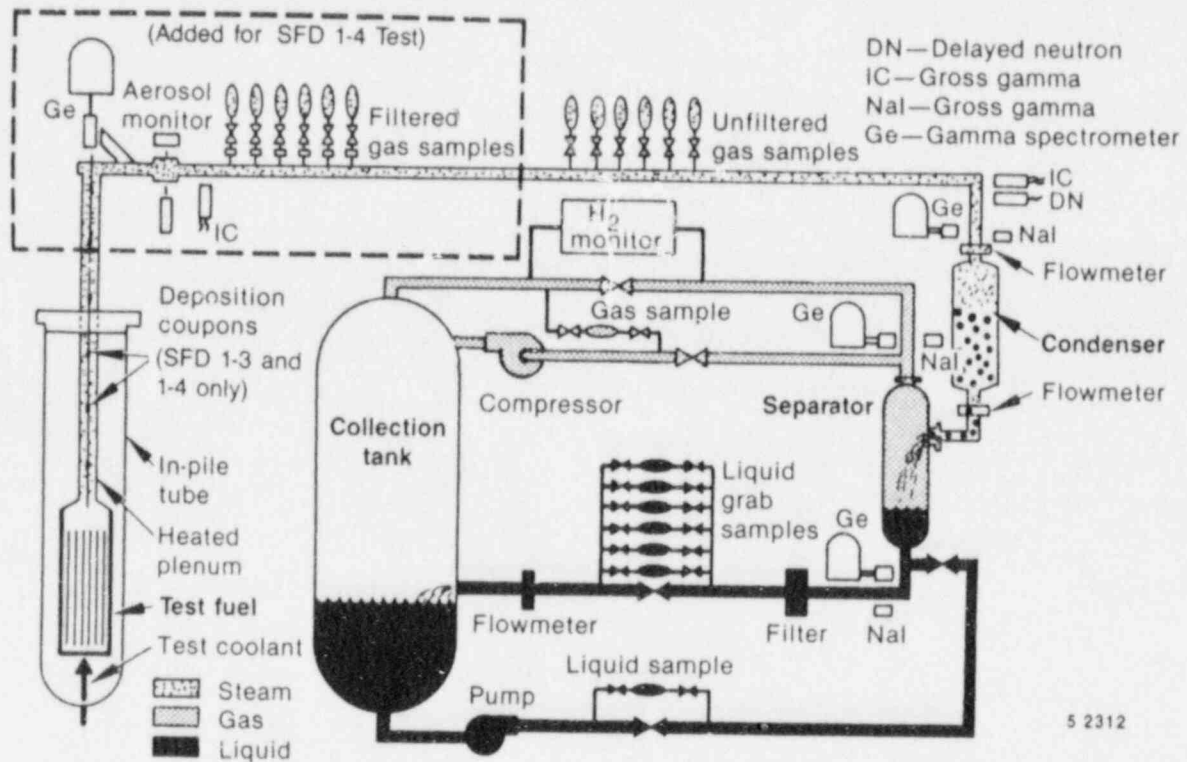 (Added for SFD 1-4 Test)
Ge
Aerosol
monitor
Filtered
gas samples
IC
Unfiltered
gas samples
DN—Delayed neutron
IC—Gross gamma
NaI—Gross gamma
Ge—Gamma spectrometer
IC
DN
Ge
NaI
Flowmeter
H2
monitor
Deposition
coupons
(SFD 1-3 and
1-4 only)
Gas sample
Ge
NaI
Condenser
Compressor
Separator
Flowmeter
Collection
tank
In-pile
tube
Liquid
grab
samples
Ge
Heated
plenum
Test fuel
Flowmeter
Filter
NaI
Test coolant
Liquid sample
Steam
Gas
Liquid
Pump
5 2312